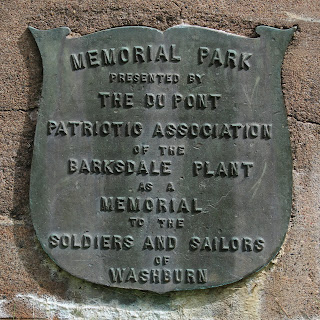 MEMORIAL PARK
PRESENTED BY
THE DU PONT
PATRIOTIC ASSOCIATION
OF THE
BARKSDALE PLANT
AS A
MEMORIAL
TO THE
SOLDIERS AND SAILORS
OF
WASHBURN